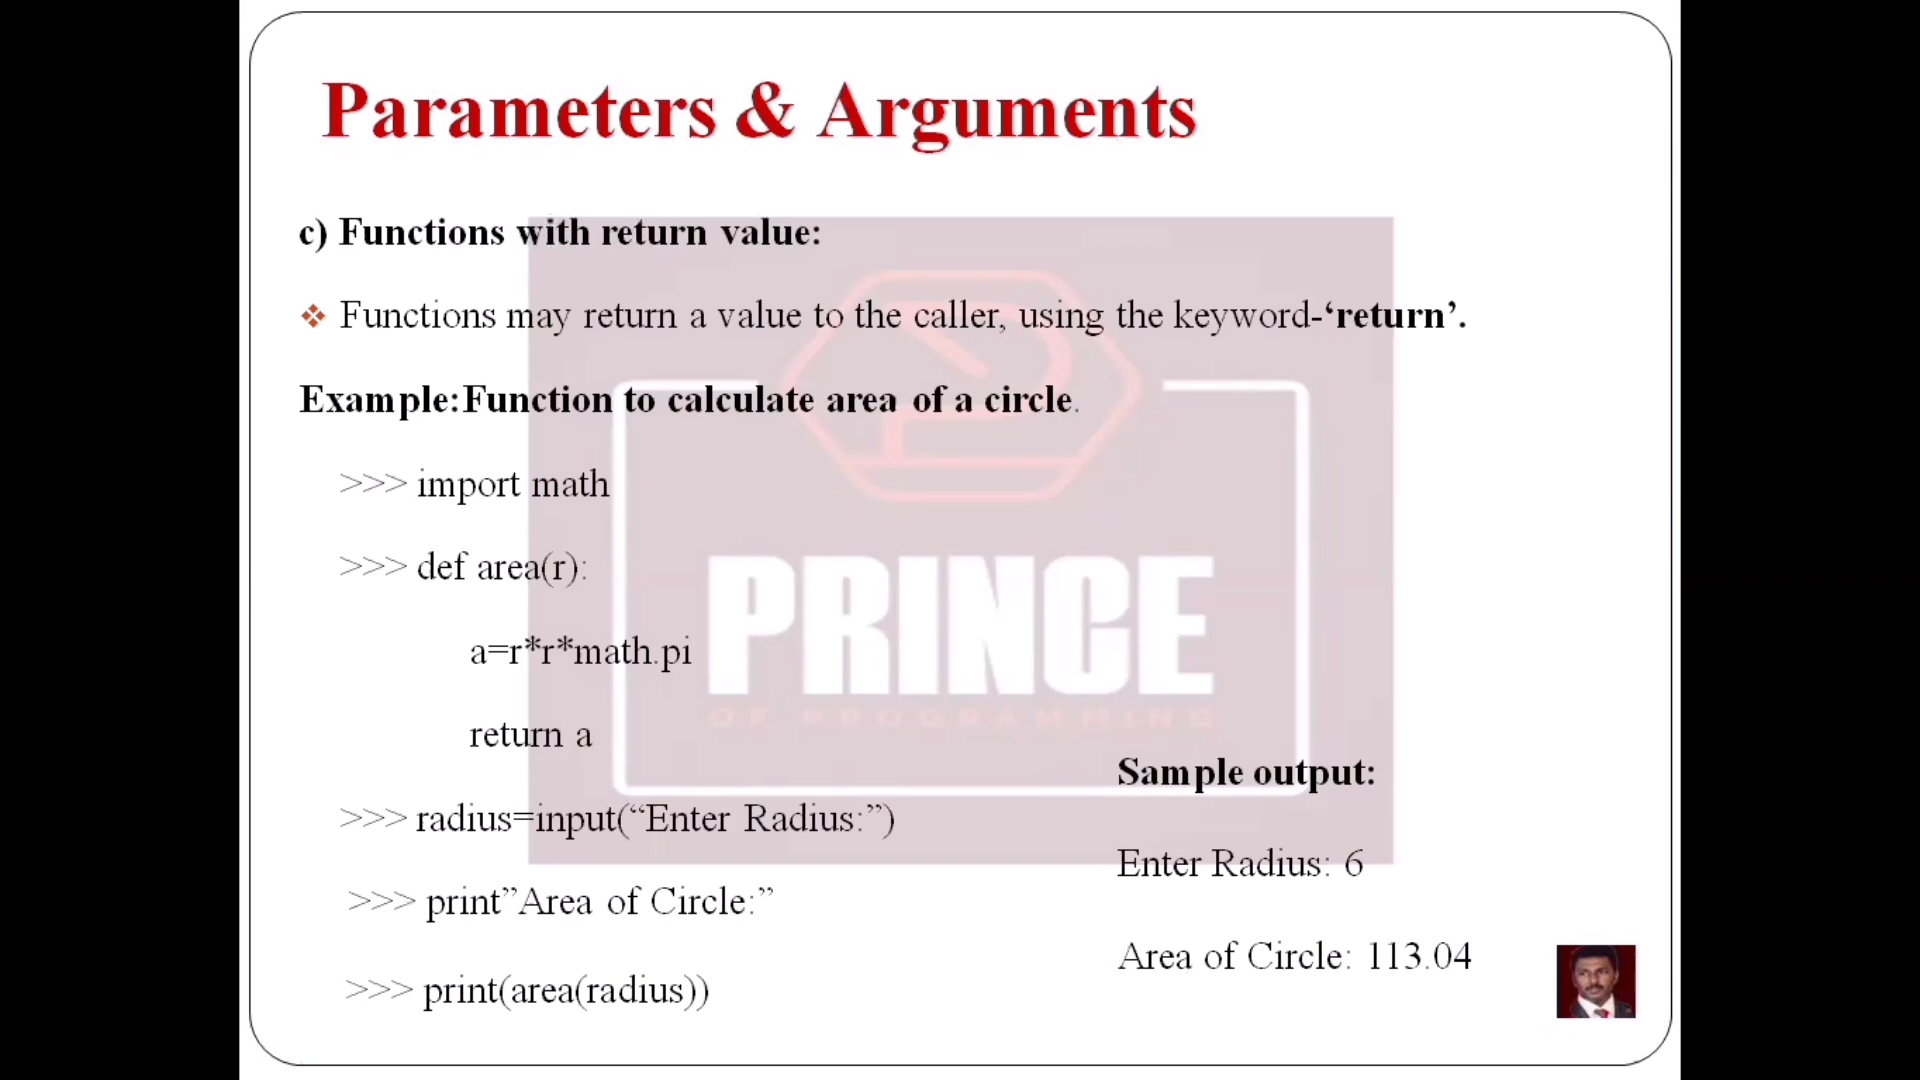 Parameters & Arguments
c) Functions with return value:
❖ Functions may return a value to the caller, using the keyword-‘return’.
Example:Function to calculate area of a circle.
>>> import math
>>> def area(r):
a=r*r*math.pi
return a
>>> radius=input(“Enter Radius:”)
>>> print”Area of Circle:”
>>> print(area(radius))
Sample output:
Enter Radius: 6
Area of Circle: 113.04
PRINCE
OF PROGRAMMING